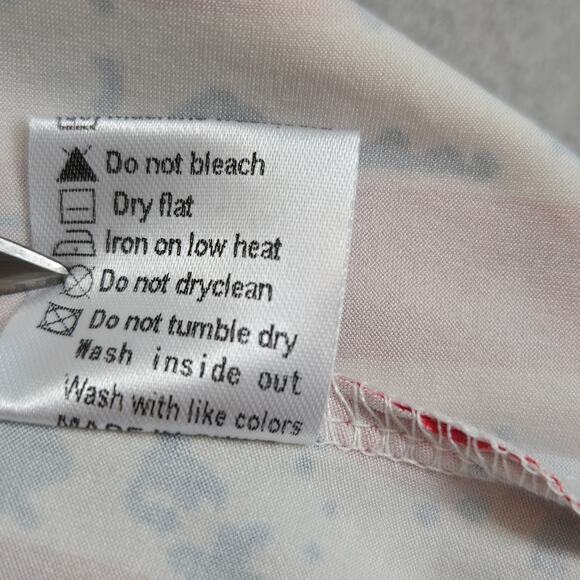 Do not bleach
Dry flat
Iron on low heat
Do not dryclean
Do not tumble dry
Wash inside out
Wash with like colors